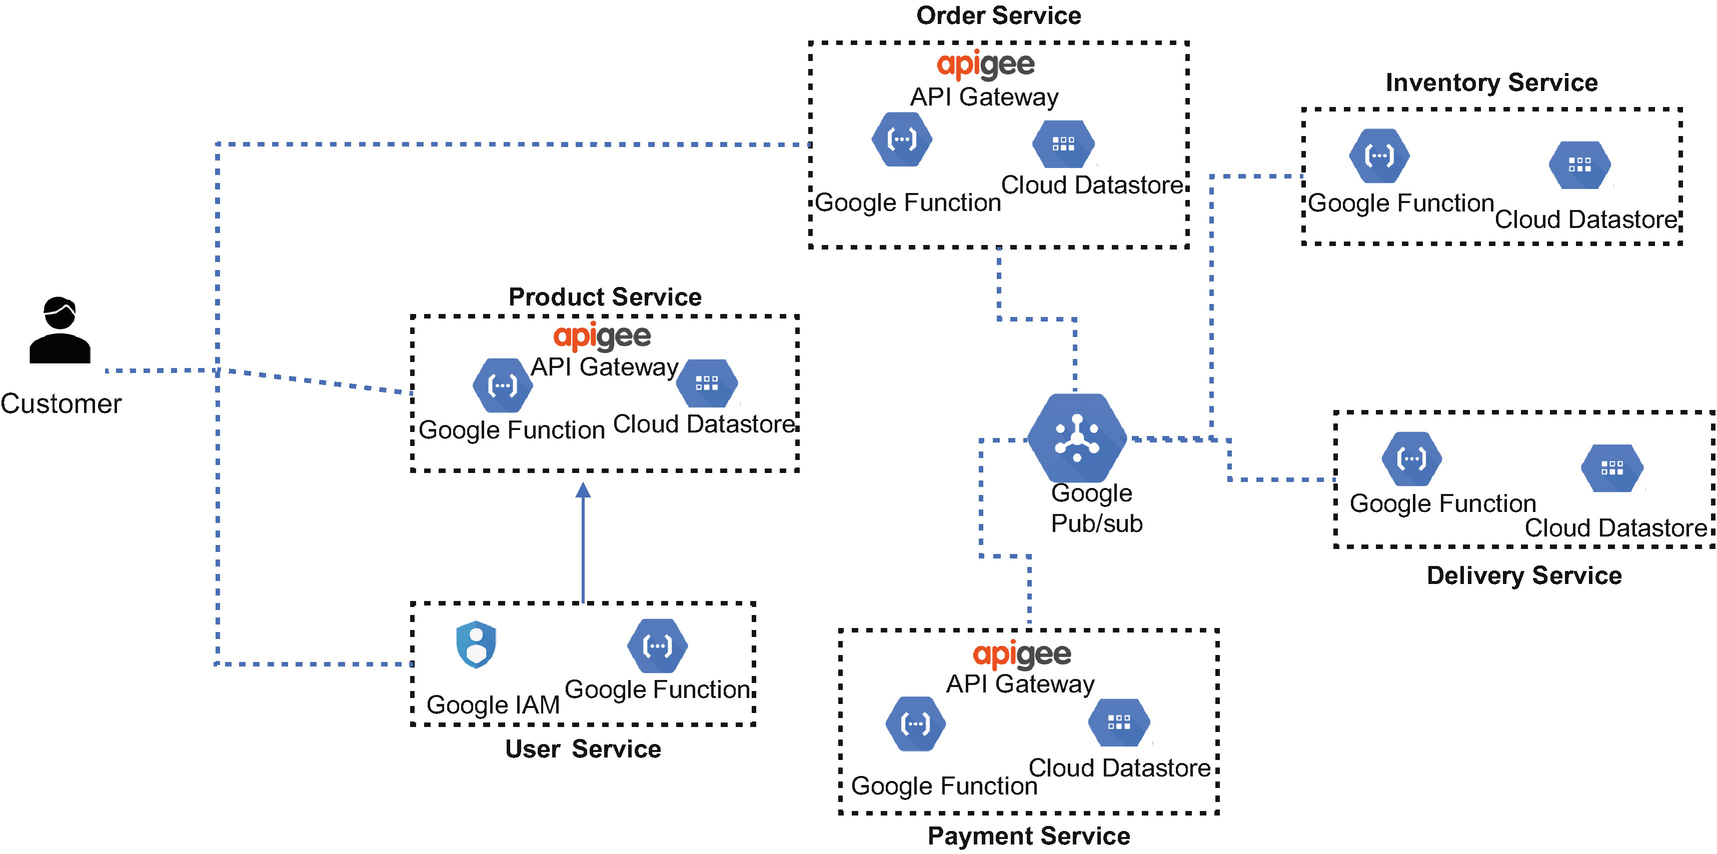 Order Service
apigee
API Gateway
Google Function
Cloud Datastore
Inventory Service
Google Function
Cloud Datastore
Customer
Product Service
apigee
API Gateway
Google Function
Cloud Datastore
Google
Pub/sub
Google Function
Cloud Datastore
Delivery Service
Google IAM
Google Function
User Service
apigee
API Gateway
Google Function
Cloud Datastore
Payment Service